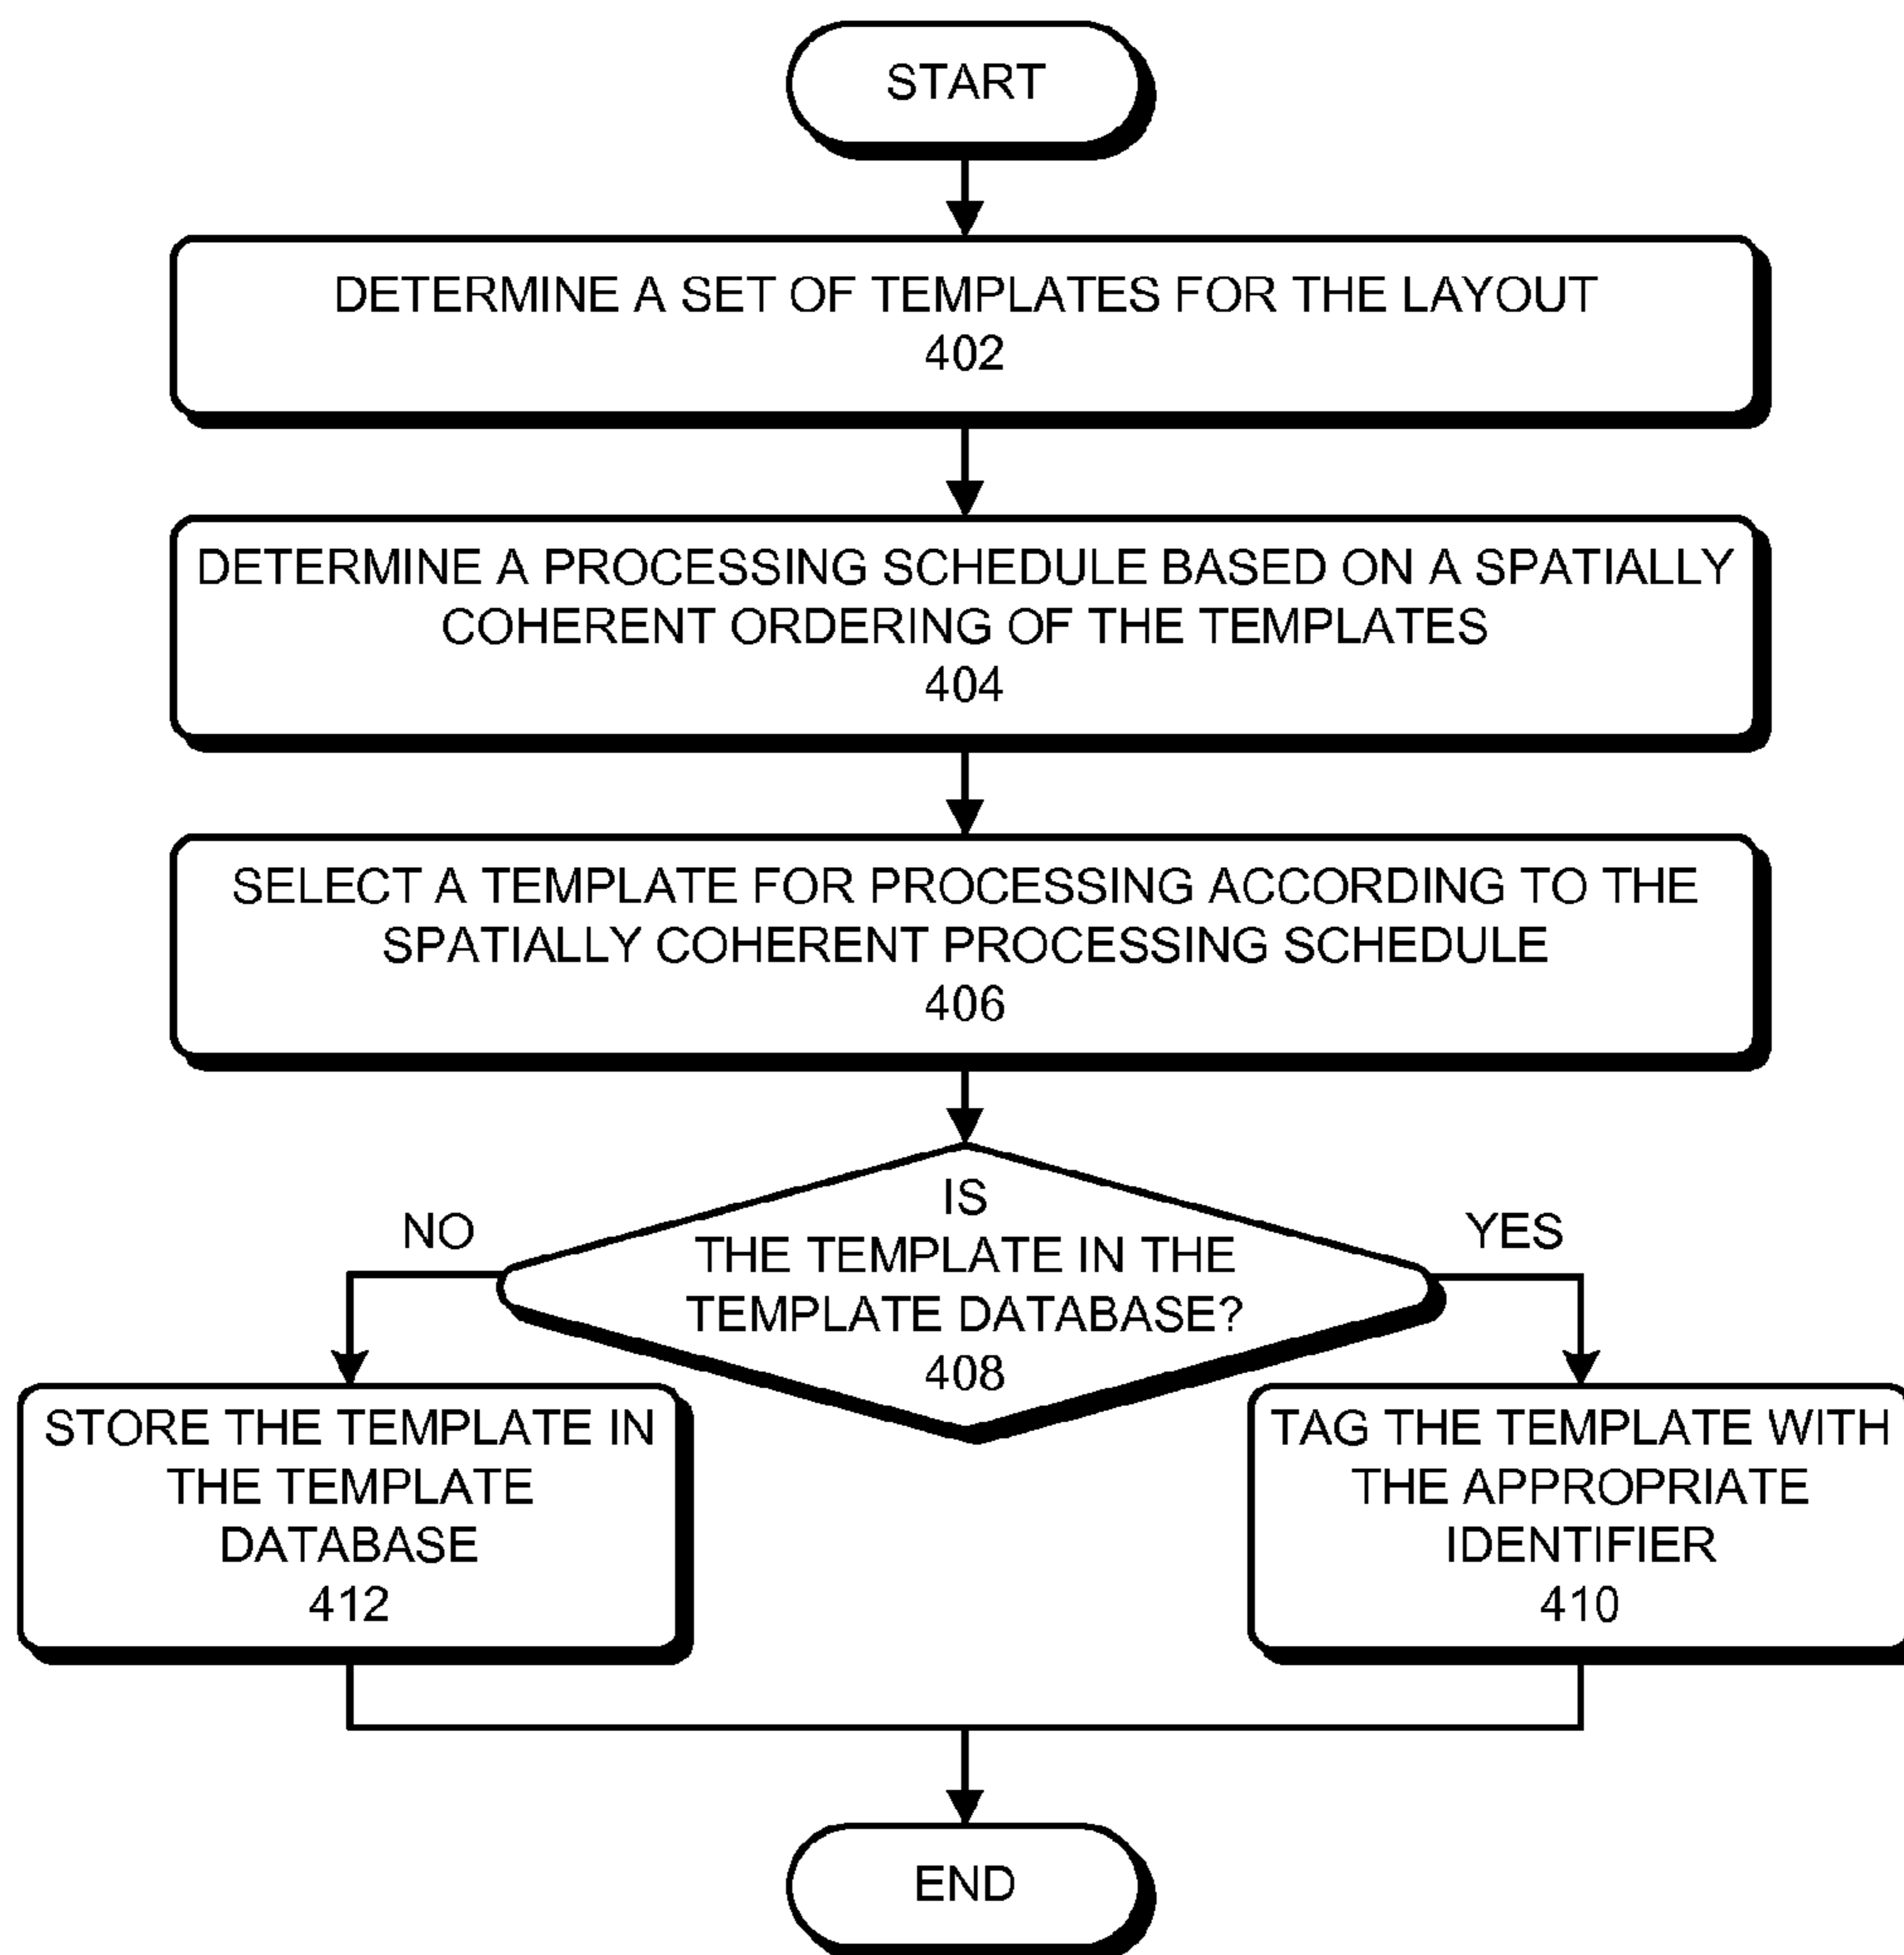 START
DETERMINE A SET OF TEMPLATES FOR THE LAYOUT
402
DETERMINE A PROCESSING SCHEDULE BASED ON A SPATIALLY
COHERENT ORDERING OF THE TEMPLATES
404
SELECT A TEMPLATE FOR PROCESSING ACCORDING TO THE
SPATIALLY COHERENT PROCESSING SCHEDULE
406
IS
THE TEMPLATE IN THE
TEMPLATE DATABASE?
408
NO
YES
STORE THE TEMPLATE IN
THE TEMPLATE
DATABASE
412
TAG THE TEMPLATE WITH
THE APPROPRIATE
IDENTIFIER
410
END